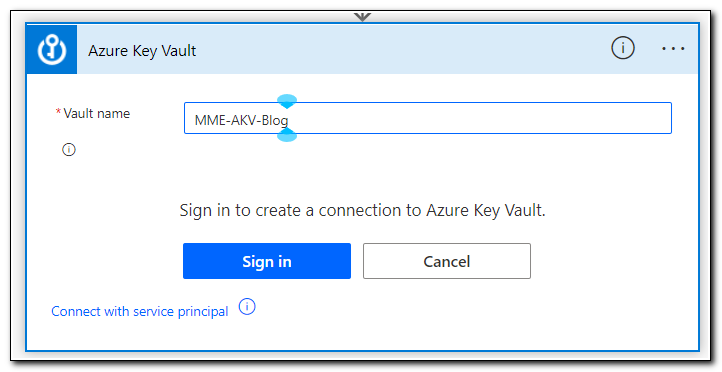 Azure Key Vault
* Vault name
MME-AKV-Blog
Sign in to create a connection to Azure Key Vault.
Sign in
Cancel
Connect with service principal